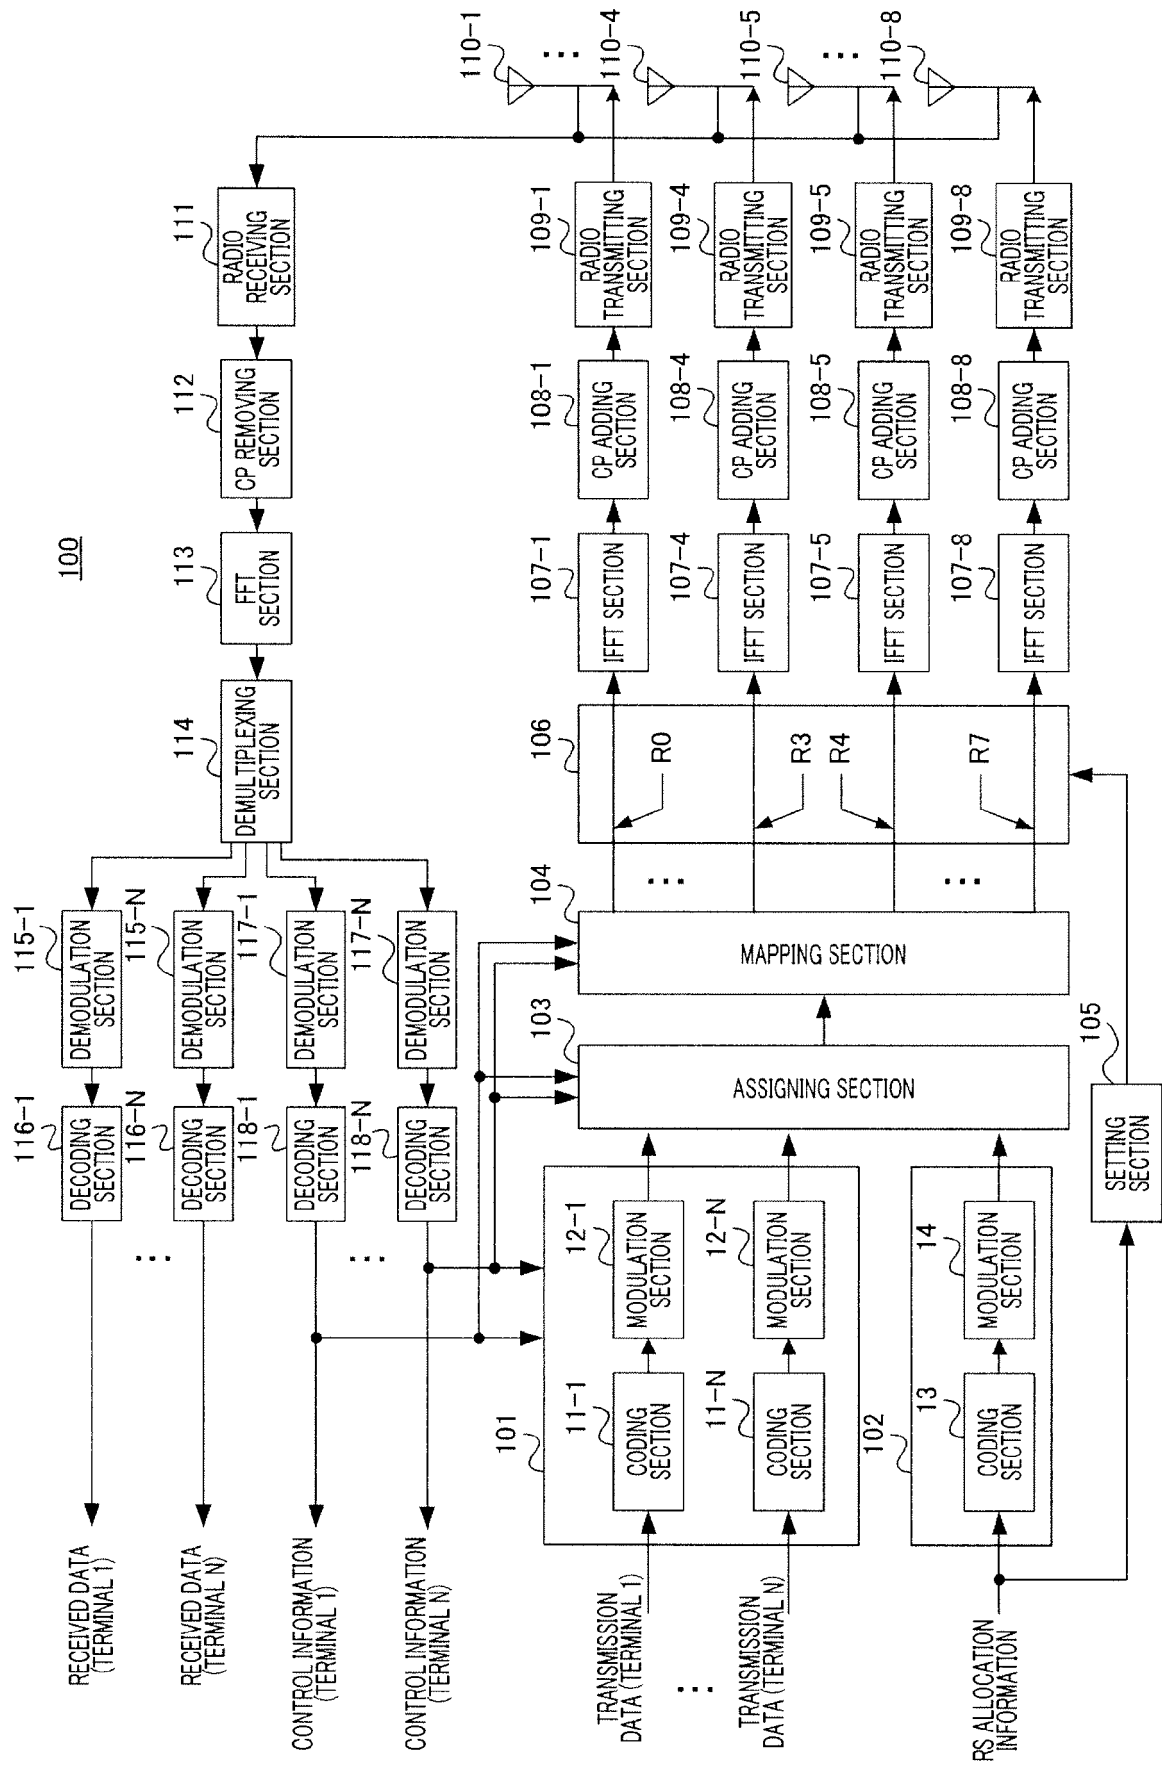 100
RECEIVED DATA
(TERMINAL 1)
116-1
DECODING
section
115-1
DEMODULATION
section
RECEIVED DATA
(TERMINAL N)
...
116-N
DECODING
section
115-N
DEMODULATION
section
CONTROL INFORMATION
(TERMINAL 1)
118-1
DECODING
section
117-1
DEMODULATION
section
CONTROL INFORMATION
(TERMINAL N)
...
118-N
DECODING
section
117-N
DEMODULATION
section
114
DEMULTIPLEXING
section
113
FFT
section
112
CP REMOVING
section
111
RADIO
RECEIVING
section
101
TRANSMISSION
DATA (TERMINAL 1)
11-1
CODING
section
12-1
MODULATION
section
...
TRANSMISSION
DATA (TERMINAL N)
11-N
CODING
section
12-N
MODULATION
section
102
RS ALLOCATION
INFORMATION
13
CODING
section
14
MODULATION
section
105
SETTING
section
103
ASSIGNING SECTION
104
MAPPING SECTION
106
R0
...
R3
R4
...
R7
107-1
IFFT SECTION
108-1
CP ADDING
section
109-1
RADIO
TRANSMITTING
section
110-1
...
107-4
IFFT SECTION
108-4
CP ADDING
section
109-4
RADIO
TRANSMITTING
section
110-4
107-5
IFFT SECTION
108-5
CP ADDING
section
109-5
RADIO
TRANSMITTING
section
110-5
...
107-8
IFFT SECTION
108-8
CP ADDING
section
109-8
RADIO
TRANSMITTING
section
110-8